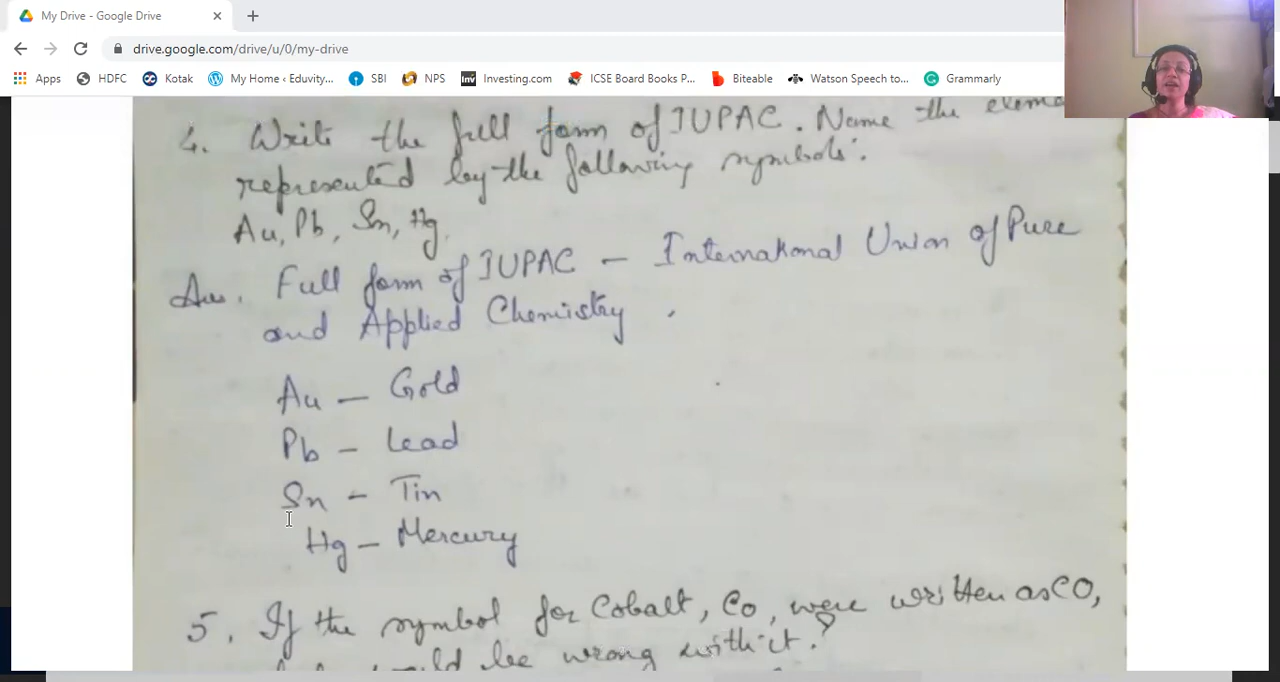 My Drive - Google Drive
drive.google.com/drive/u/0/my-drive
Apps HDFC Kotak My Home ‹ Eduvity... SBI NPS Inv Investing.com ICSE Board Books P... Biteable Watson Speech to... Grammarly
4. Write the full form of IUPAC. Name the
represented by the following symbols:
Au, Pb, Sn, Hg.
Ans. Full form of IUPAC – International Union of Pure
and Applied Chemistry.
Au – Gold
Pb – Lead
Sn – Tin
Hg – Mercury
5. If the symbol for Cobalt, Co, were written as CO,
be wrong with it?